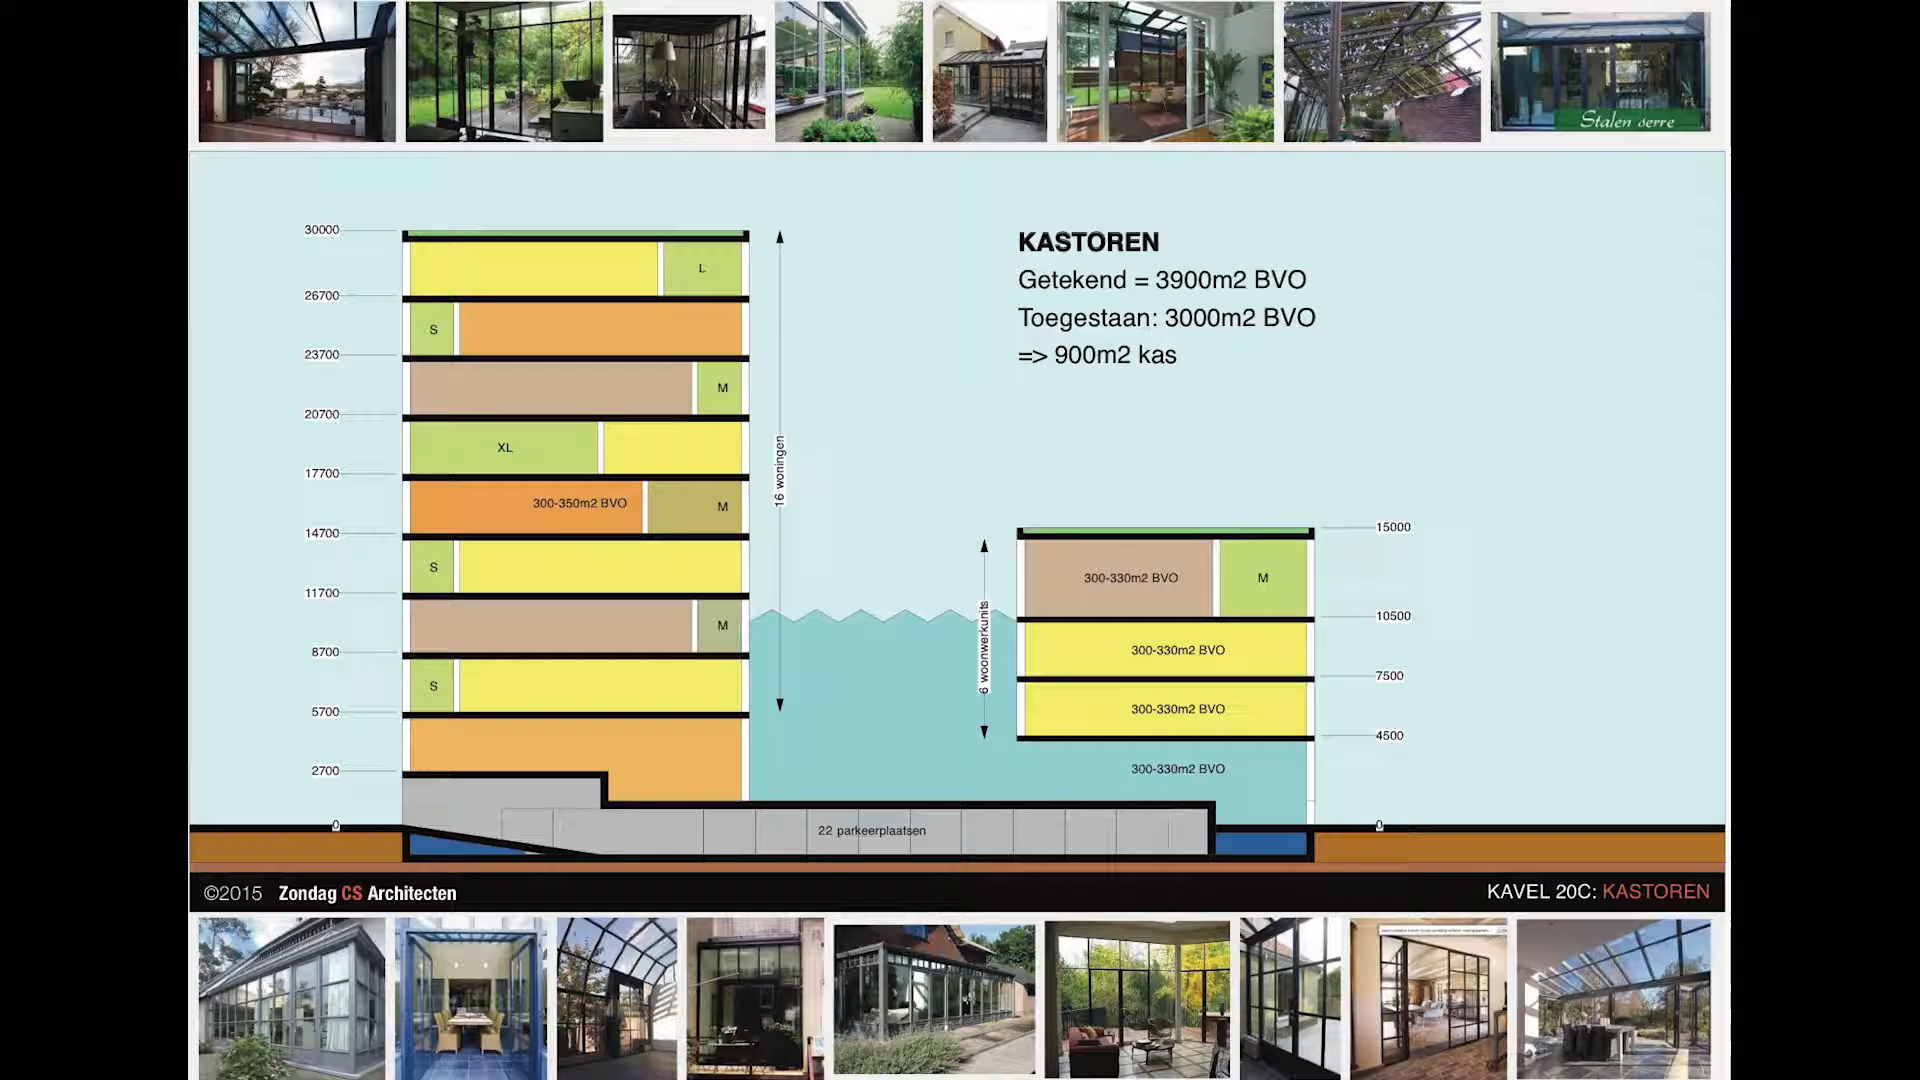 Stalen serre
KASTOREN
Getekend = 3900m2 BVO
Toegestaan: 3000m2 BVO
=> 900m2 kas
30000
26700
23700
20700
17700
14700
11700
8700
5700
2700
0
L
S
M
XL
300-350m2 BVO
M
S
M
S
16 woningen
6 woonwerkunits
300-330m2 BVO
M
300-330m2 BVO
300-330m2 BVO
300-330m2 BVO
15000
10500
7500
4500
0
22 parkeerplaatsen
©2015 Zondag CS Architecten
KAVEL 20C: KASTOREN